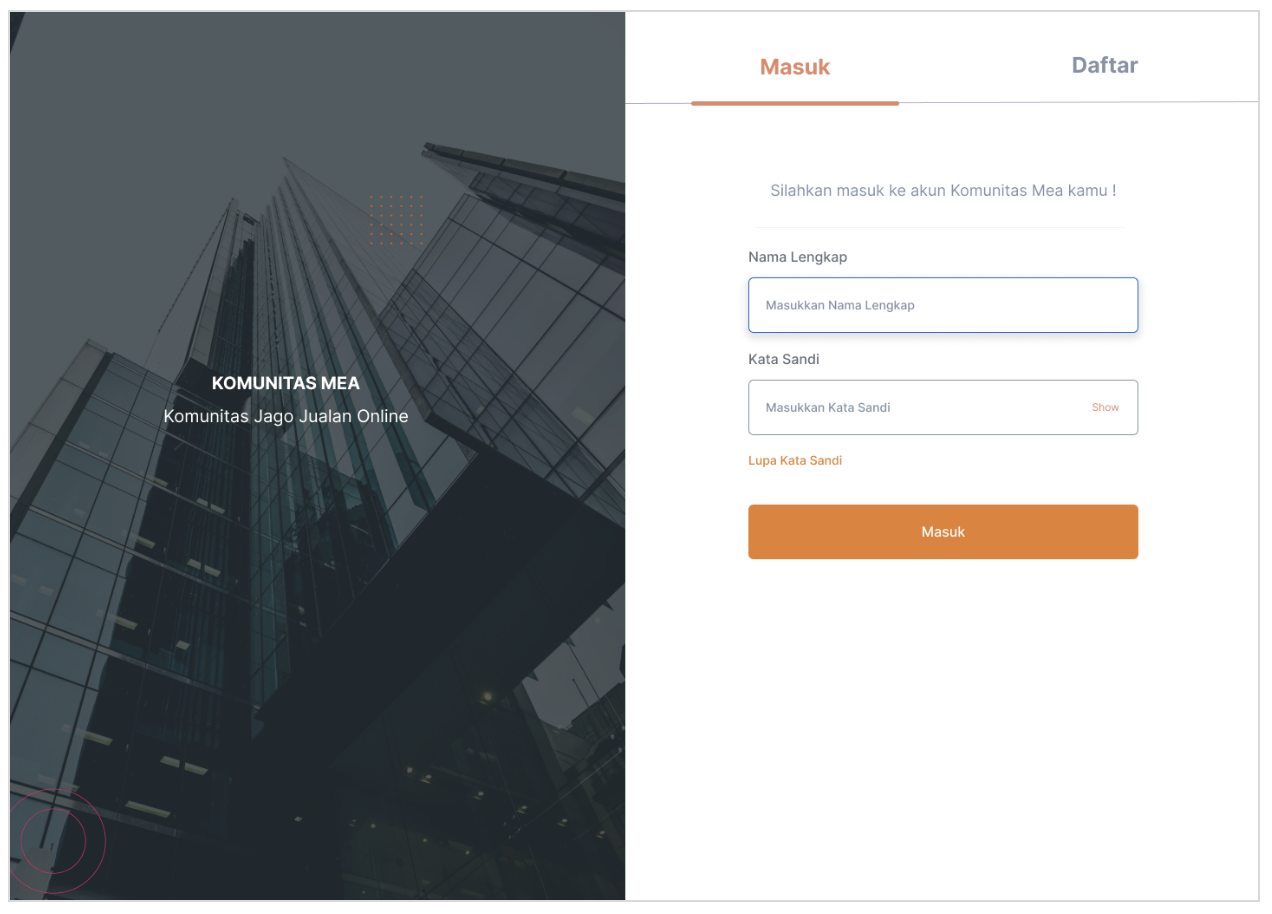 KOMUNITAS MEA
Komunitas Jago Jualan Online
Masuk
Daftar
Silahkan masuk ke akun Komunitas Mea kamu !
Nama Lengkap
Masukkan Nama Lengkap
Kata Sandi
Masukkan Kata Sandi
Show
Lupa Kata Sandi
Masuk